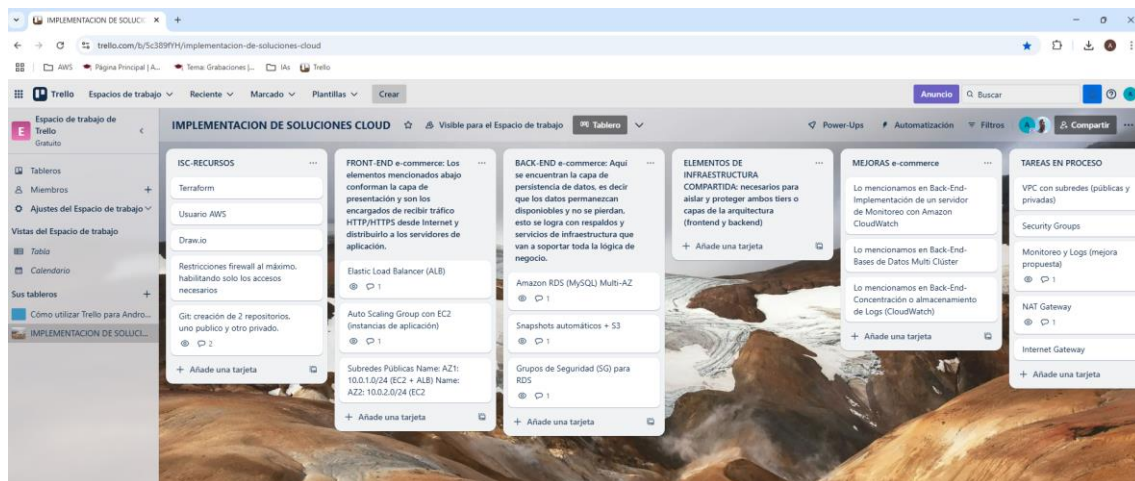 IMPLEMENTACION DE SOLUCIO
trello.com/b/5c389fYH/implementacion-de-soluciones-cloud
AWS
Página Principal | A...
Tema: Grabaciones |...
IAs
Trello
Trello
Espacios de trabajo
Reciente
Marcado
Plantillas
Crear
Anuncio
Buscar
E
Espacio de trabajo de
Trello
Gratuito
Tableros
Miembros
Ajustes del Espacio de trabajo
Vistas del Espacio de trabajo
Tabla
Calendario
Sus tableros
Cómo utilizar Trello para Andro...
IMPLEMENTACION DE SOLUCI...
IMPLEMENTACION DE SOLUCIONES CLOUD
Visible para el Espacio de trabajo
Tablero
Power-Ups
Automatización
Filtros
Compartir
ISC-RECURSOS
Terraform
Usuario AWS
Draw.io
Restricciones firewall al máximo.
habilitando solo los accesos
necesarios
Git: creación de 2 repositorios.
uno publico y otro privado.
2
Añade una tarjeta
FRONT-END e-commerce: Los
elementos mencionados abajo
conforman la capa de
presentación y son los
encargados de recibir tráfico
HTTP/HTTPS desde Internet y
distribuirlo a los servidores de
aplicación.
Elastic Load Balancer (ALB)
1
Auto Scaling Group con EC2
(instancias de aplicación)
1
Subredes Públicas Name: AZ1:
10.0.1.0/24 (EC2 + ALB) Name:
AZ2: 10.0.2.0/24 (EC2
Añade una tarjeta
BACK-END e-commerce: Aquí
se encuentran la capa de
persistencia de datos, es decir
que los datos permanezcan
disponiobles y no se pierdan,
esto se logra con respaldos y
servicios de infraestructura que
van a soportar toda la lógica de
negocio.
Amazon RDS (MySQL) Multi-AZ
1
Snapshots automáticos + S3
1
Grupos de Seguridad (SG) para
RDS
1
Añade una tarjeta
ELEMENTOS DE
INFRAESTRUCTURA
COMPARTIDA: necesarios para
aislar y proteger ambos tiers o
capas de la arquitectura
(frontend y backend)
Añade una tarjeta
MEJORAS e-commerce
Lo mencionamos en Back-End-
Implementación de un servidor
de Monitoreo con Amazon
CloudWatch
Lo mencionamos en Back-End-
Bases de Datos Multi Clúster
Lo mencionamos en Back-End-
Concentración o almacenamiento
de Logs (CloudWatch)
Añade una tarjeta
TAREAS EN PROCESO
VPC con subredes (públicas y
privadas)
Security Groups
Monitoreo y Logs (mejora
propuesta)
1
NAT Gateway
1
Internet Gateway
Añade una tarjeta